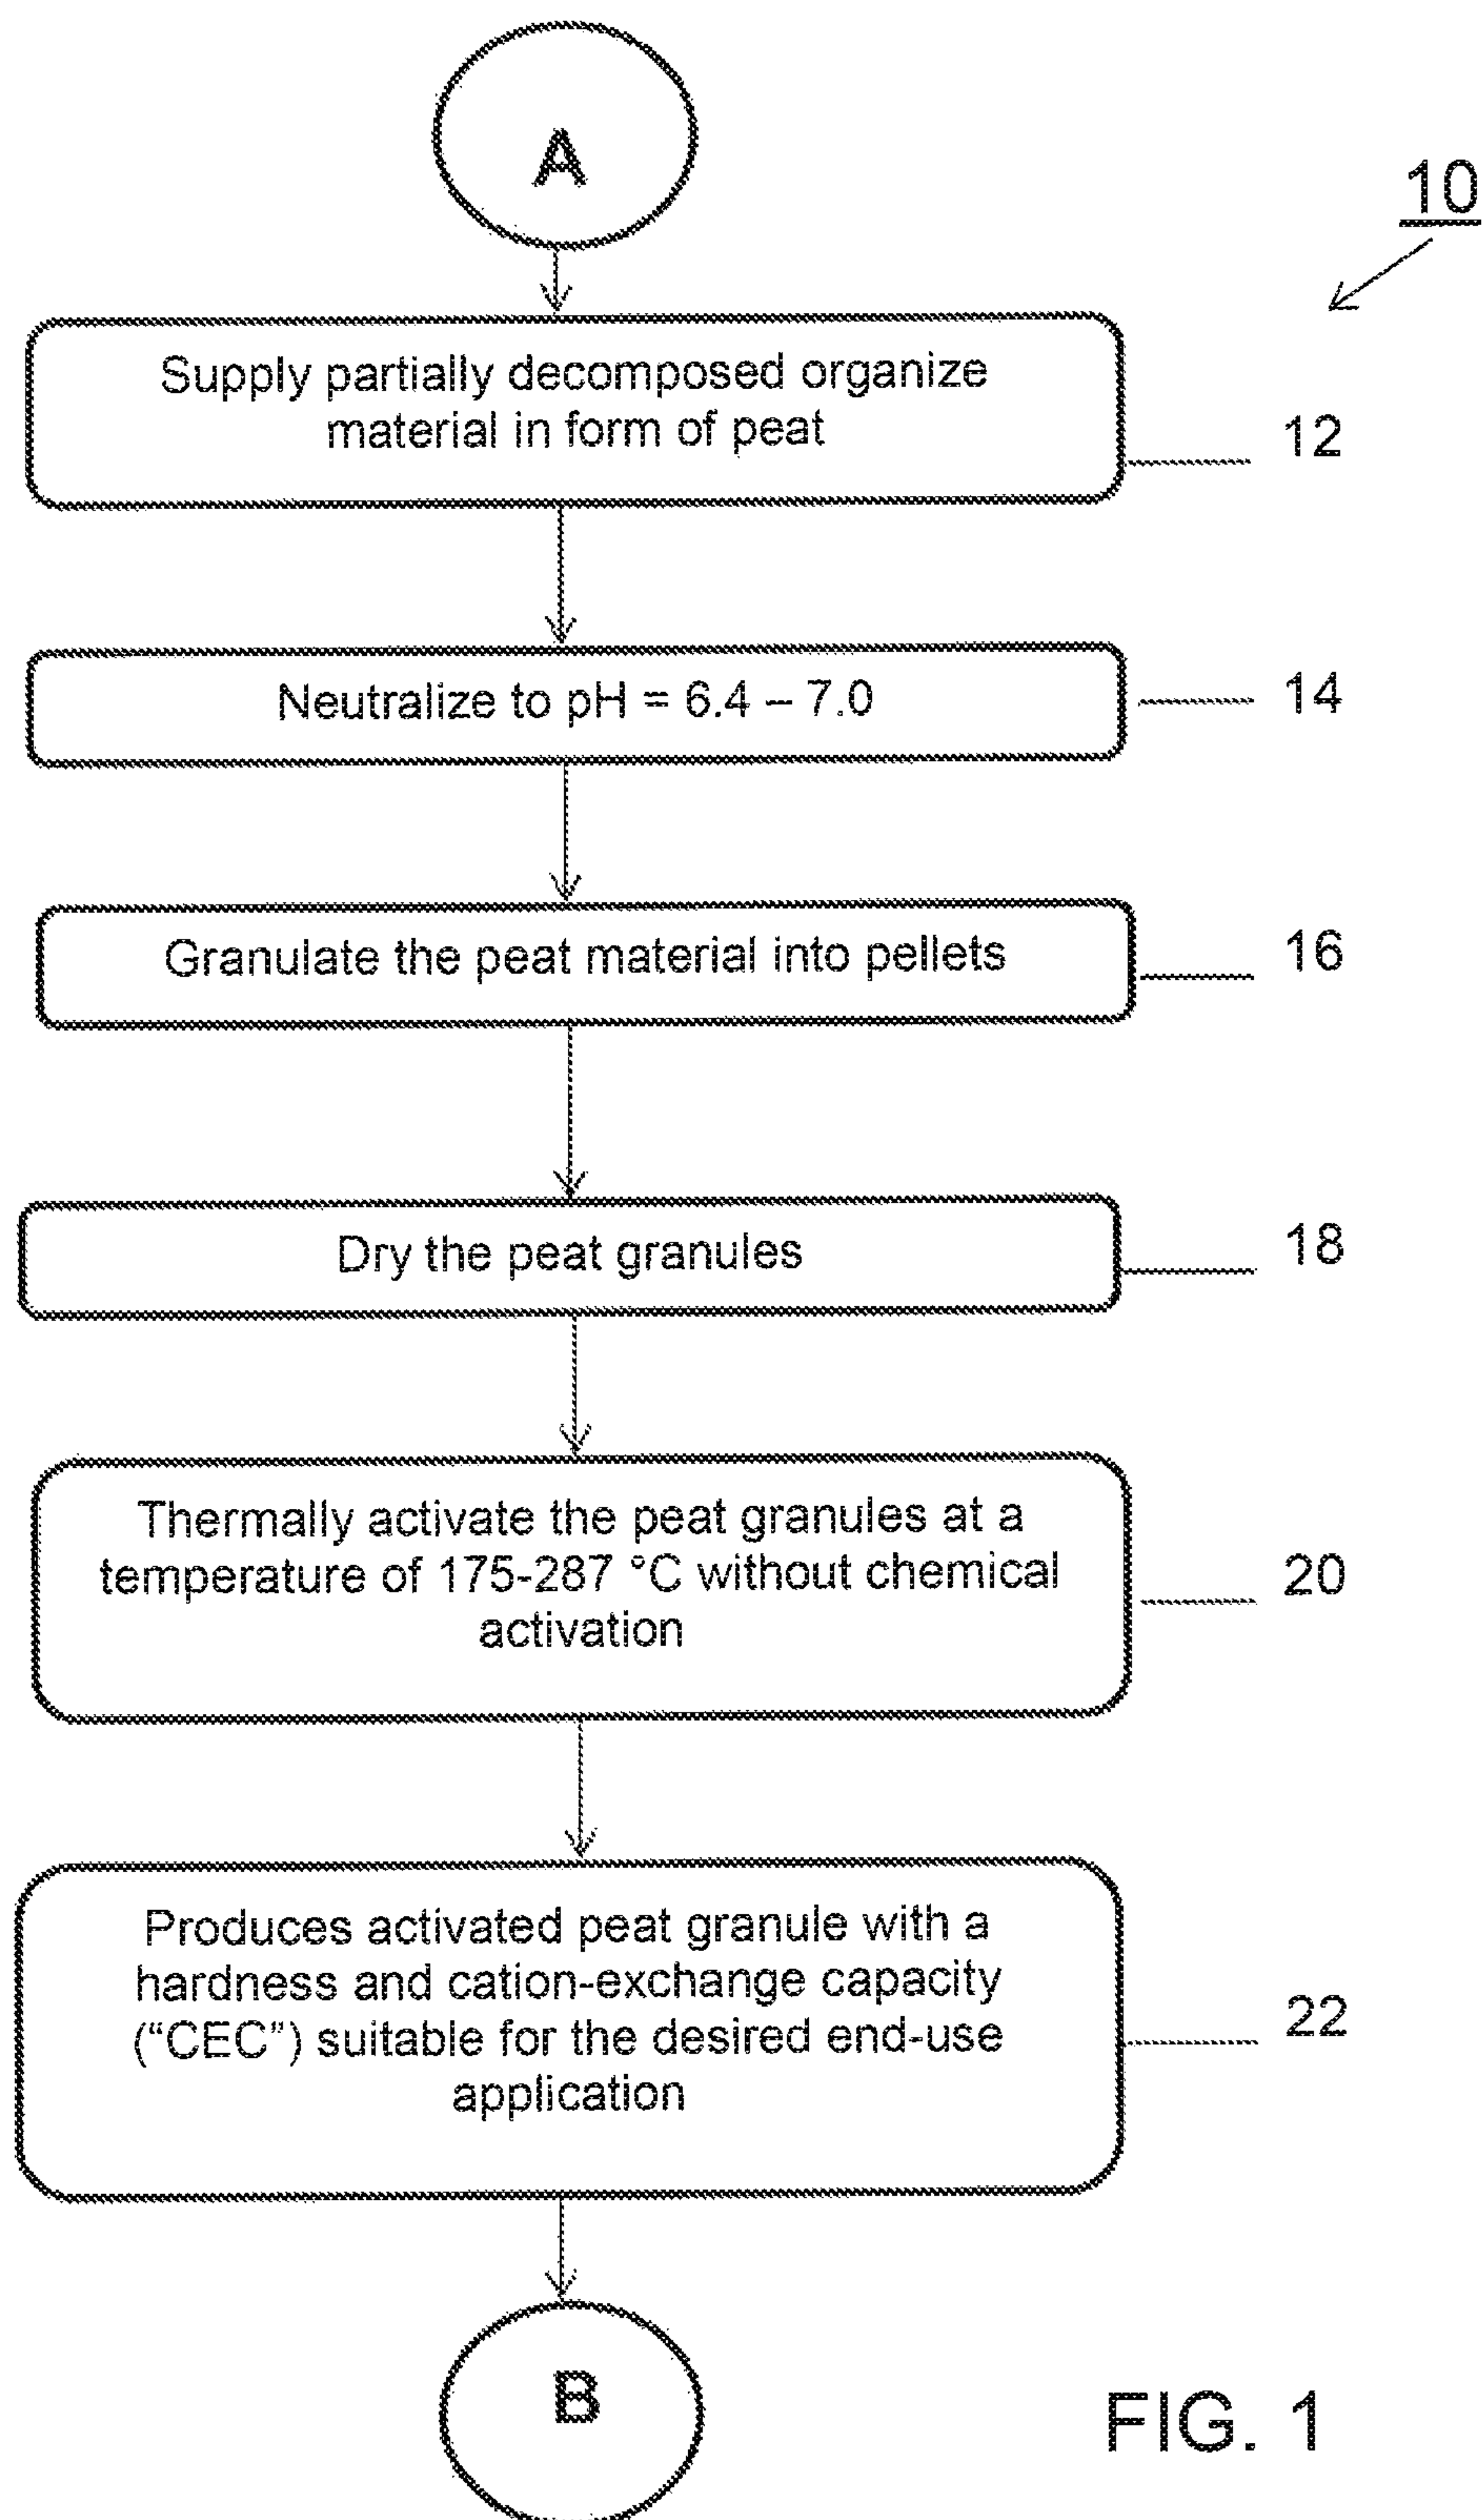 A
10
Supply partially decomposed organize
material in form of peat
12
Neutralize to pH = 6.4 – 7.0
14
Granulate the peat material into pellets
16
Dry the peat granules
18
Thermally activate the peat granules at a
temperature of 175-287 °C without chemical
activation
20
Produces activated peat granule with a
hardness and cation-exchange capacity
(“CEC”) suitable for the desired end-use
application
22
B
FIG. 1